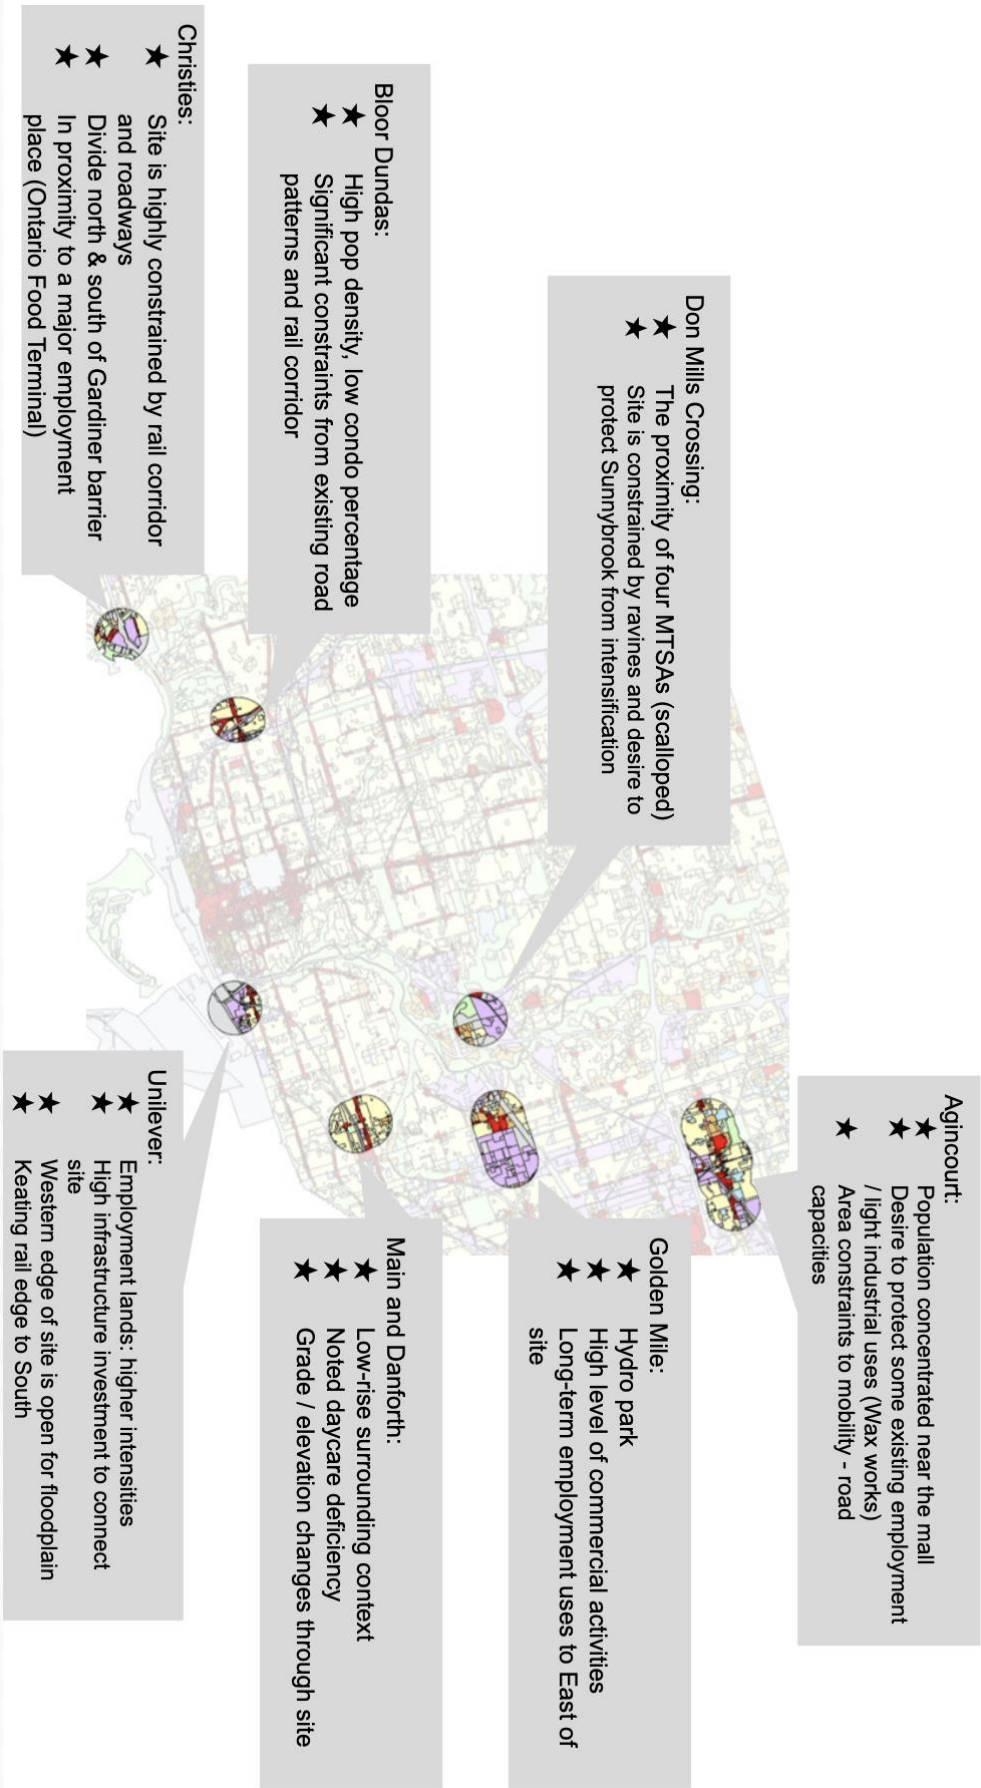 Christies:
★ Site is highly constrained by rail corridor
and roadways
★ Divide north & south of Gardiner barrier
★ In proximity to a major employment
place (Ontario Food Terminal)
Bloor Dundas:
★ High pop density, low condo percentage
★ Significant constraints from existing road
patterns and rail corridor
Don Mills Crossing:
★ The proximity of four MTSAs (scalloped)
★ Site is constrained by ravines and desire to
protect Sunnybrook from intensification
Agincourt:
★ Population concentrated near the mall
★ Desire to protect some existing employment
/ light industrial uses (Wax works)
★ Area constraints to mobility - road
capacities
Golden Mile:
★ Hydro park
★ High level of commercial activities
★ Long-term employment uses to East of
site
Main and Danforth:
★ Low-rise surrounding context
★ Noted daycare deficiency
★ Grade / elevation changes through site
Unilever:
★ Employment lands: higher intensities
★ High infrastructure investment to connect
site
★ Western edge of site is open for floodplain
★ Keating rail edge to South